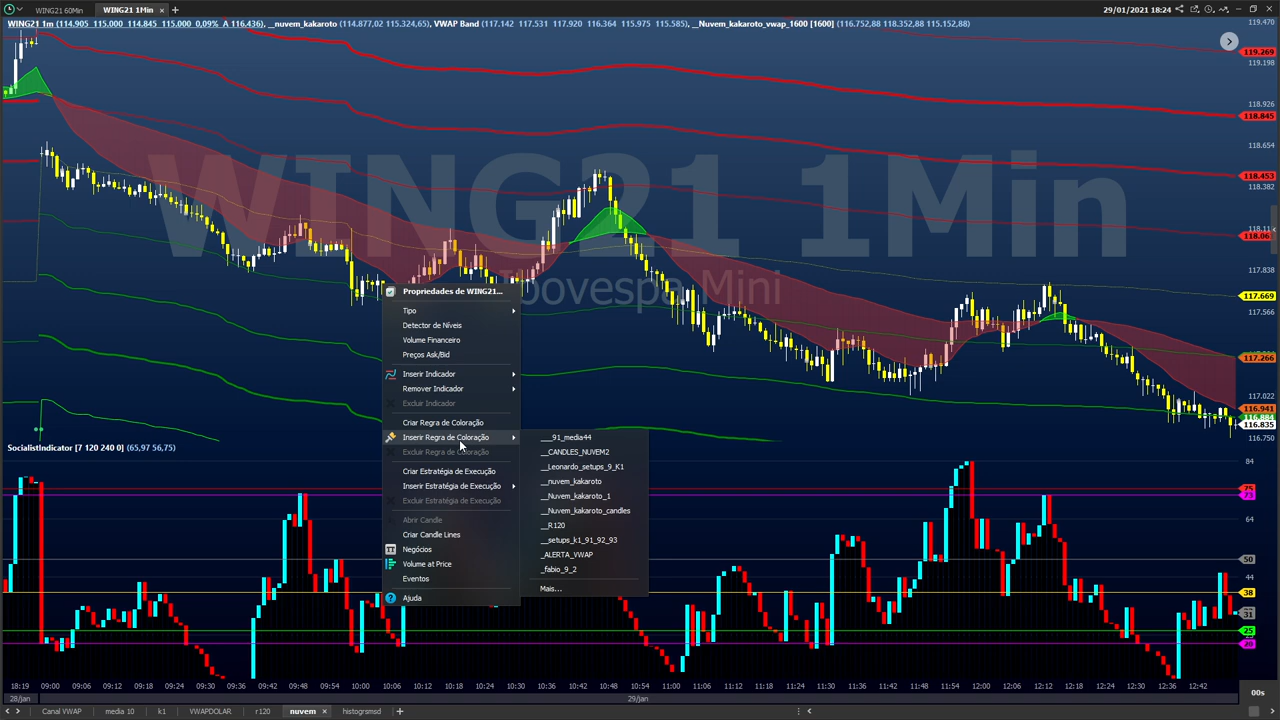 WING21 60Min
WING21 1Min
29/01/2021 18:24
WING21 1m (114.905 115.000 114.845 115.000 0,09% A 116.436), __nuvem_kakaroto (114.877,02 115.324,65), VWAP Band (117.142 117.531 117.920 116.364 115.975 115.585), __Nuvem_kakaroto_vwap_1600 [1600] (116.752,88 118.352,88 115.152,88)
WING21 1Min
Ibovespa Mini
119.470
119.269
119.198
118.926
118.845
118.654
118.453
118.382
118.061
117.838
117.669
117.566
117.266
116.941
116.884
116.835
116.750
Propriedades de WING21...
Tipo
Detector de Níveis
Volume Financeiro
Preços Ask/Bid
Inserir Indicador
Remover Indicador
Excluir Indicador
Criar Regra de Coloração
Inserir Regra de Coloração
Excluir Regra de Coloração
Criar Estratégia de Execução
Inserir Estratégia de Execução
Excluir Estratégia de Execução
Abrir Candle
Criar Candle Lines
Negócios
Volume at Price
Eventos
Ajuda
___91_media44
__CANDLES_NUVEM2
__Leonardo_setups_9_K1
__nuvem_kakaroto
__Nuvem_kakaroto_1
__Nuvem_kakaroto_candles
__R120
__setups_k1_91_92_93
_ALERTA_VWAP
_fabio_9_2
Mais...
SocialistIndicator [7 120 240 0] (65,97 56,75)
84
75
73
64
50
44
38
31
25
20
18:19 09:00 09:06 09:12 09:18 09:24 09:30 09:36 09:42 09:48 09:54 10:00 10:06 10:12 10:18 10:24 10:30 10:36 10:42 10:48 10:54 11:00 11:06 11:12 11:18 11:24 11:30 11:36 11:42 11:48 11:54 12:00 12:06 12:12 12:18 12:24 12:30 12:36 12:42
28/jan 29/jan
00s
Canal VWAP
media 10
k1
VWAPDOLAR
r120
nuvem
histogrsmsd